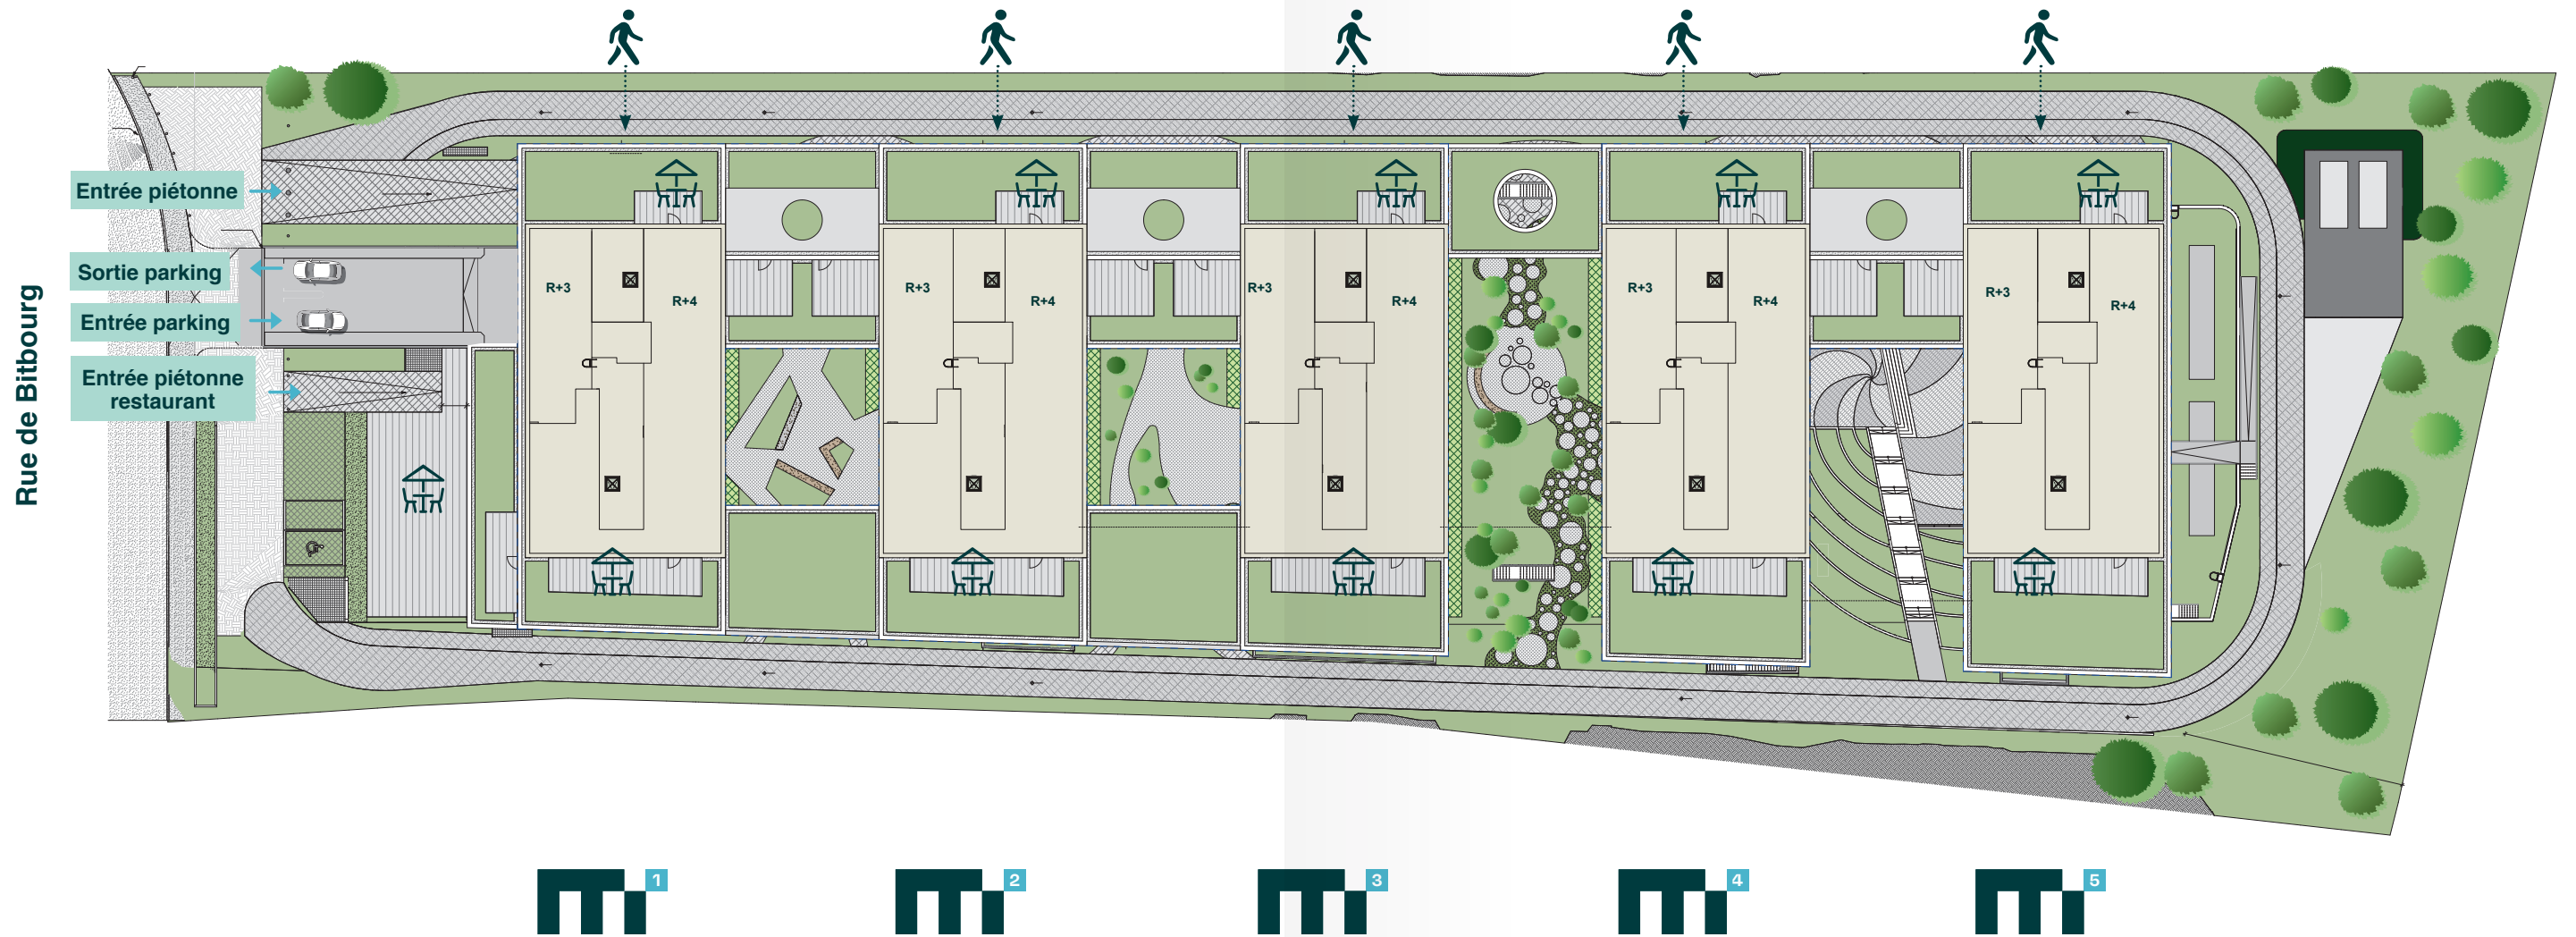 Rue de Bitbourg
Entrée piétonne
Sortie parking
Entrée parking
Entrée piétonne
restaurant
R+3
R+4
R+3
R+4
R+3
R+4
R+3
R+4
R+3
R+4
m 1
m 2
m 3
m 4
m 5